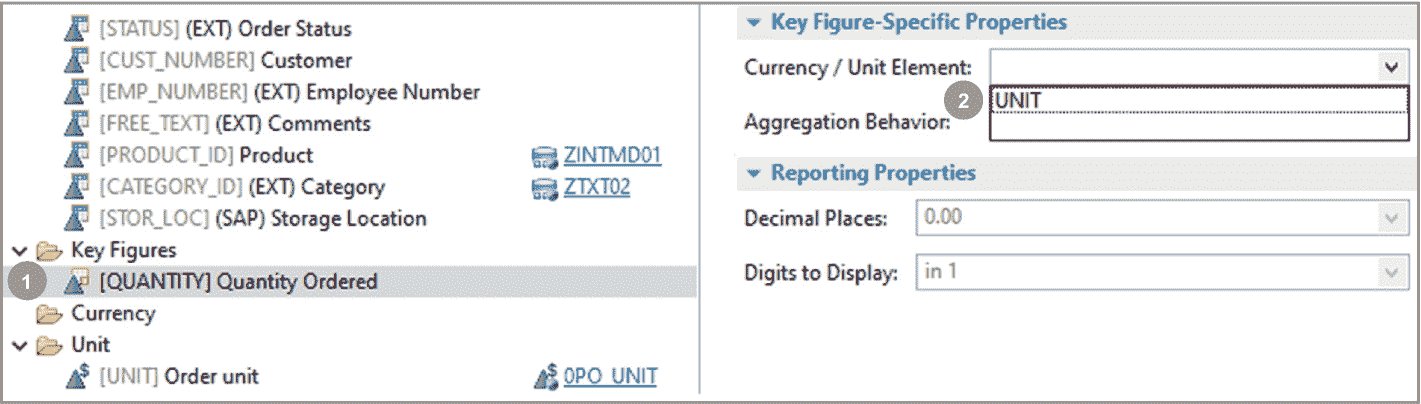 [STATUS] (EXT) Order Status
[CUST_NUMBER] Customer
[EMP_NUMBER] (EXT) Employee Number
[FREE_TEXT] (EXT) Comments
[PRODUCT_ID] Product ZINTMD01
[CATEGORY_ID] (EXT) Category ZTXT02
[STOR_LOC] (SAP) Storage Location
Key Figures
1 [QUANTITY] Quantity Ordered
Currency
Unit
[UNIT] Order unit 0PO_UNIT
Key Figure-Specific Properties
Currency / Unit Element:
2 UNIT
Aggregation Behavior:
Reporting Properties
Decimal Places: 0.00
Digits to Display: in 1